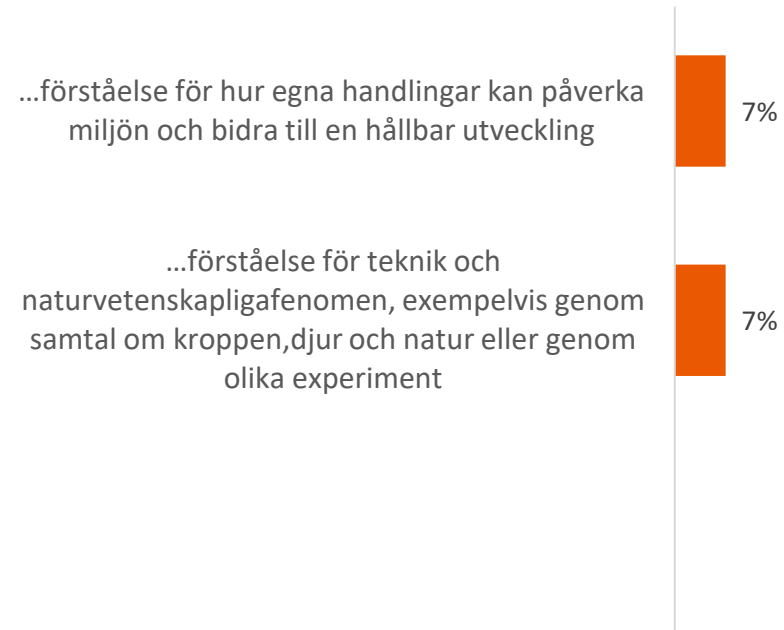 …förståelse för hur egna handlingar kan påverka
miljön och bidra till en hållbar utveckling
7%
…förståelse för teknik och
naturvetenskapligafenomen, exempelvis genom
samtal om kroppen,djur och natur eller genom
olika experiment
7%